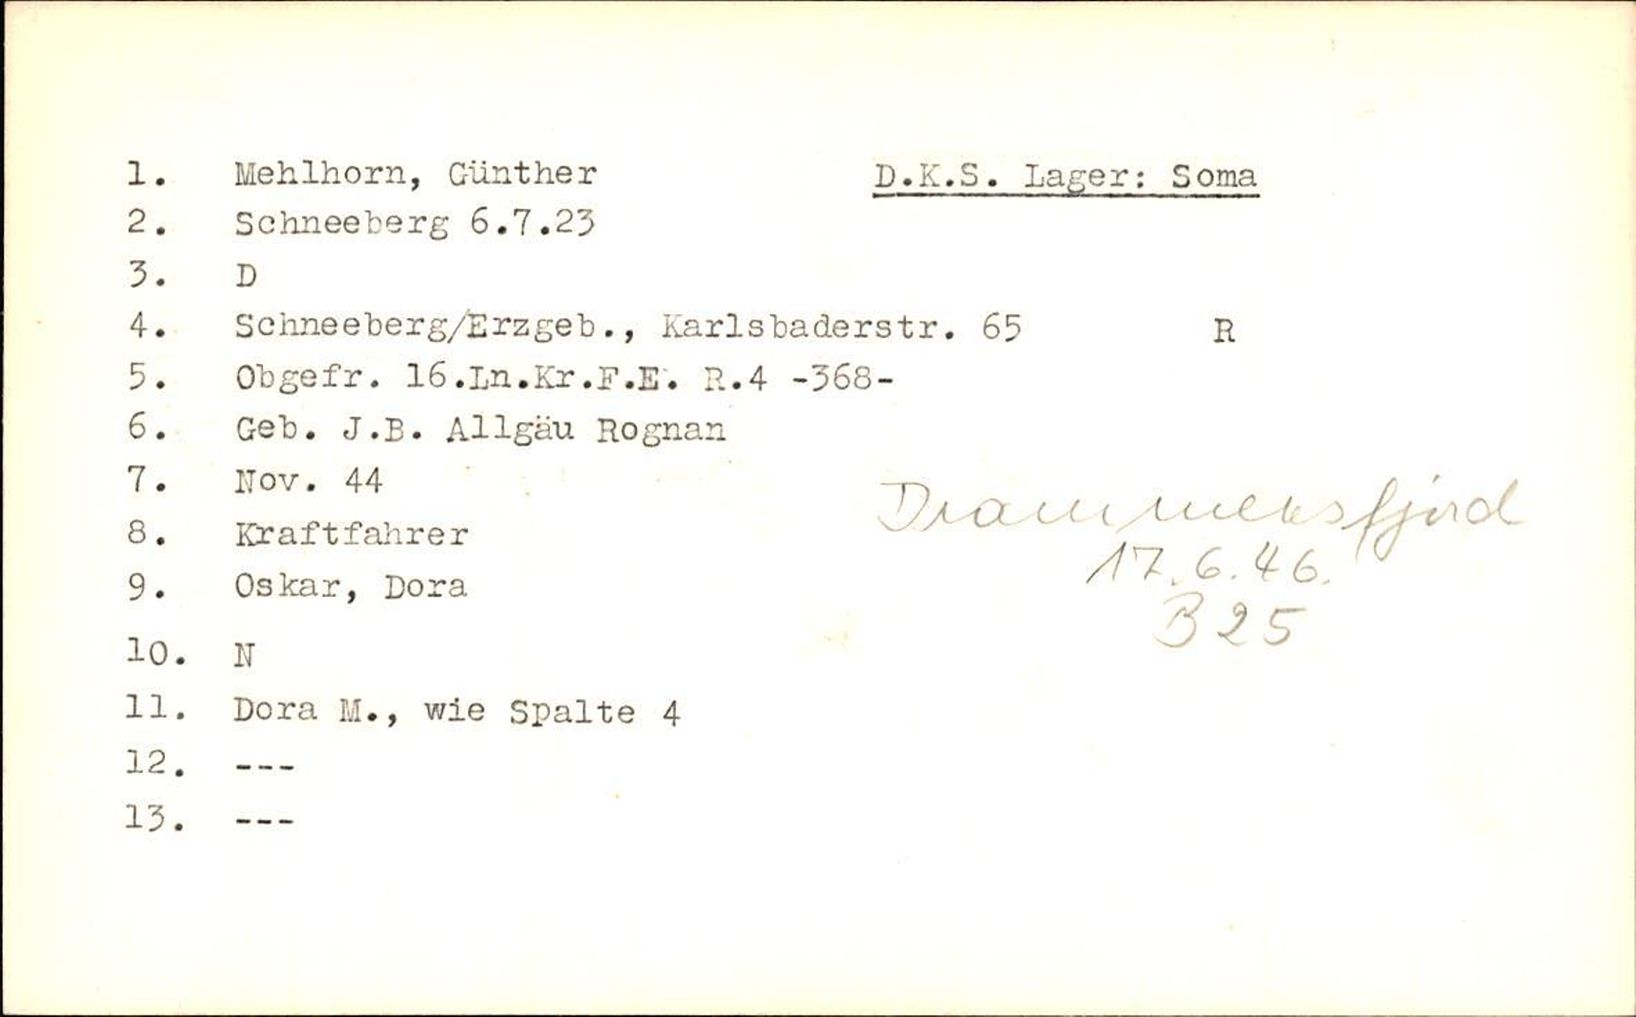 1. Mehlhorn, Günther D.K.S. Lager: Soma
2. Schneeberg 6.7.23
3. D
4. Schneeberg/Erzgeb., Karlsbaderstr. 65 R
5. Obgefr. 16.Ln.Kr.F.E. R.4 -368-
6. Geb. J.B. Allgäu Rognan
7. Nov. 44
8. Kraftfahrer
9. Oskar, Dora
10. N
11. Dora M., wie Spalte 4
12. ---
13. ---
Drammensfjord
17.6.46.
B 25